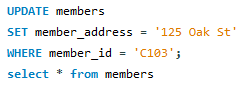 UPDATE members
SET member_address = '125 Oak St'
WHERE member_id = 'C103';
select * from members